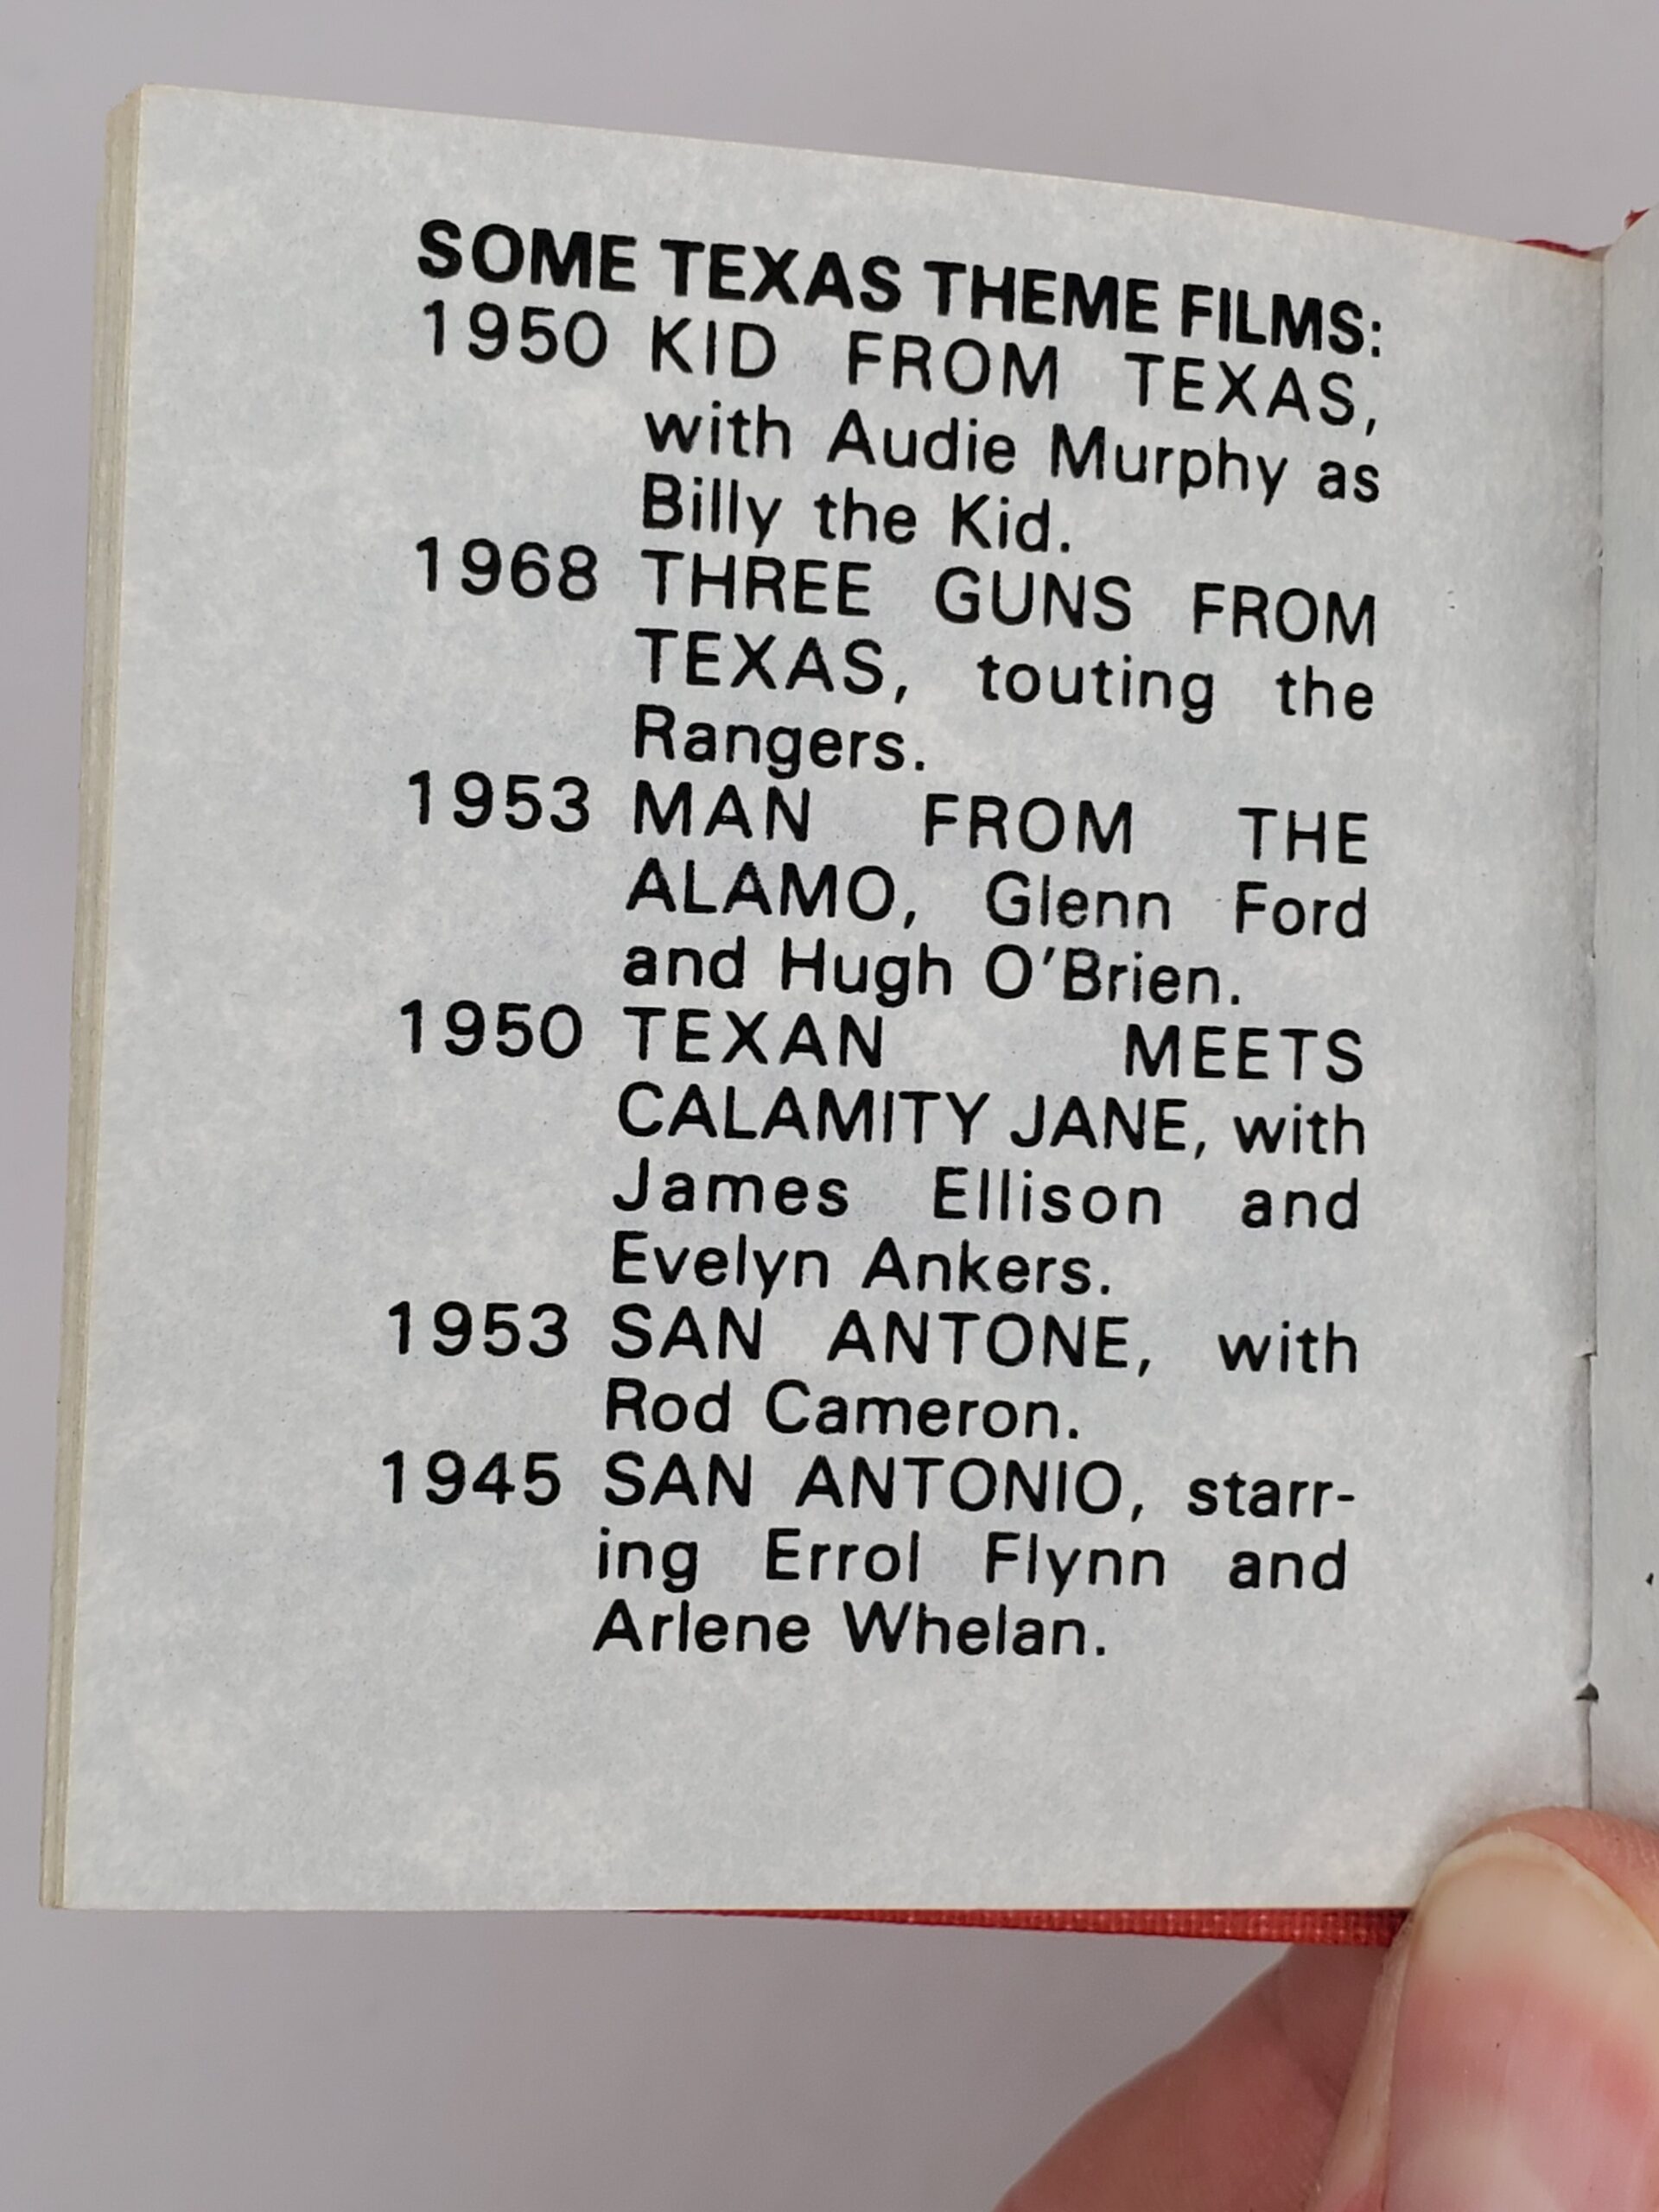 SOME TEXAS THEME FILMS:
1950 KID FROM TEXAS,
with Audie Murphy as
Billy the Kid.
1968 THREE GUNS FROM
TEXAS, touting the
Rangers.
1953 MAN FROM THE
ALAMO, Glenn Ford
and Hugh O'Brien.
1950 TEXAN MEETS
CALAMITY JANE, with
James Ellison and
Evelyn Ankers.
1953 SAN ANTONE, with
Rod Cameron.
1945 SAN ANTONIO, starr-
ing Errol Flynn and
Arlene Whelan.